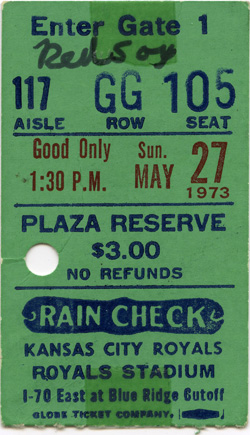 Enter Gate 1
Red Sox
117 GG 105
AISLE ROW SEAT
Good Only Sun.
1:30 P.M. MAY 27
1973
PLAZA RESERVE
$3.00
NO REFUNDS
RAIN CHECK
KANSAS CITY ROYALS
ROYALS STADIUM
I-70 East at Blue Ridge Cutoff
GLOBE TICKET COMPANY